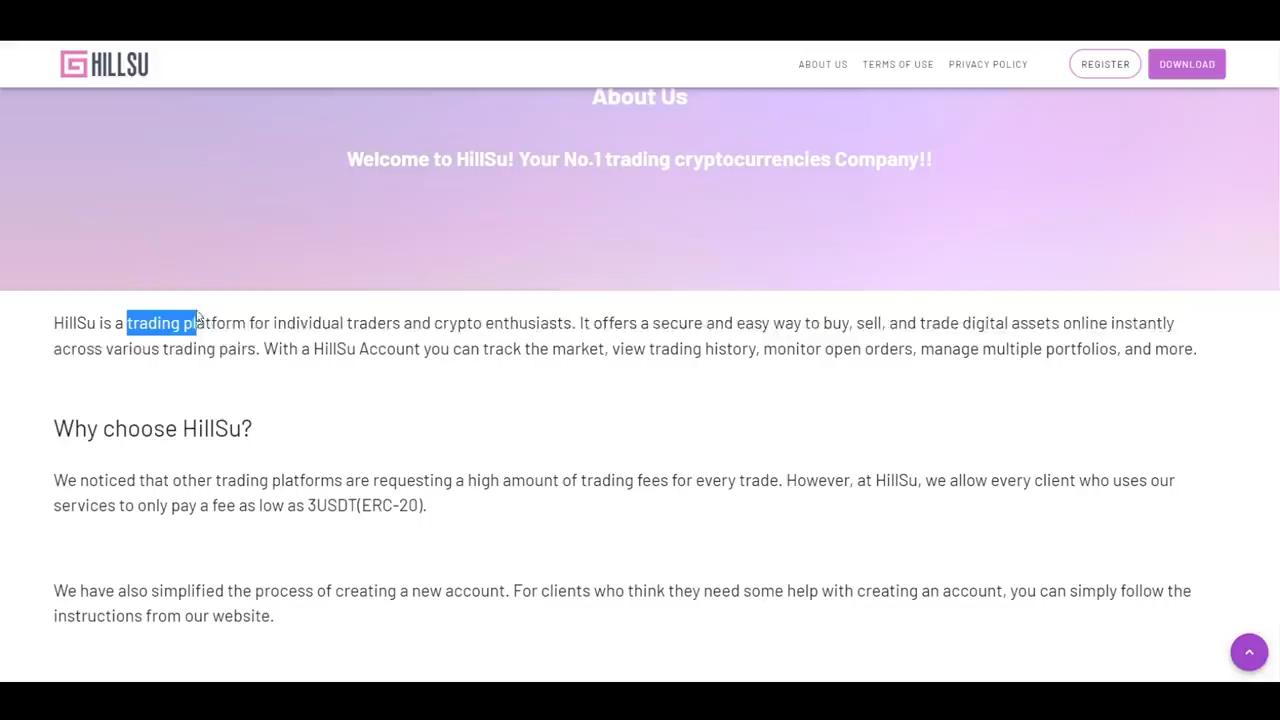 HILLSU
ABOUT US
TERMS OF USE
PRIVACY POLICY
REGISTER
DOWNLOAD
About Us
Welcome to HillSu! Your No.1 trading cryptocurrencies Company!!
HillSu is a trading platform for individual traders and crypto enthusiasts. It offers a secure and easy way to buy, sell, and trade digital assets online instantly
across various trading pairs. With a HillSu Account you can track the market, view trading history, monitor open orders, manage multiple portfolios, and more.
Why choose HillSu?
We noticed that other trading platforms are requesting a high amount of trading fees for every trade. However, at HillSu, we allow every client who uses our
services to only pay a fee as low as 3USDT(ERC-20).
We have also simplified the process of creating a new account. For clients who think they need some help with creating an account, you can simply follow the
instructions from our website.